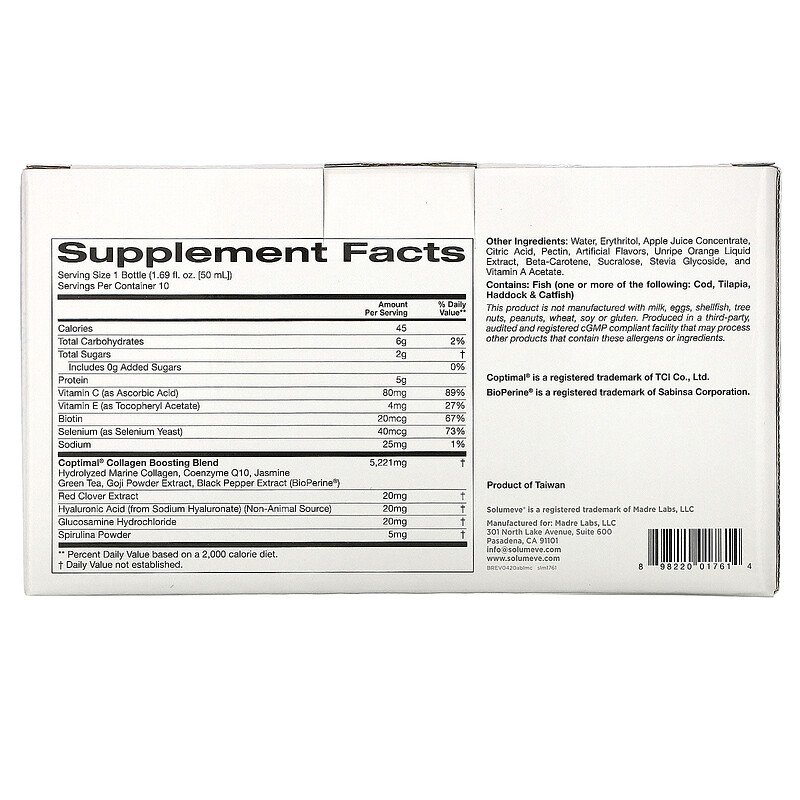 Supplement Facts
Serving Size 1 Bottle (1.69 fl. oz. [50 mL])
Servings Per Container 10
Amount Per Serving % Daily Value**
Calories 45
Total Carbohydrates 6g 2%
Total Sugars 2g †
Includes 0g Added Sugars 0%
Protein 5g
Vitamin C (as Ascorbic Acid) 80mg 89%
Vitamin E (as Tocopheryl Acetate) 4mg 27%
Biotin 20mcg 67%
Selenium (as Selenium Yeast) 40mcg 73%
Sodium 25mg 1%
Coptimal® Collagen Boosting Blend 5,221mg †
Hydrolyzed Marine Collagen, Coenzyme Q10, Jasmine
Green Tea, Goji Powder Extract, Black Pepper Extract (BioPerine®)
Red Clover Extract 20mg †
Hyaluronic Acid (from Sodium Hyaluronate) (Non-Animal Source) 20mg †
Glucosamine Hydrochloride 20mg †
Spirulina Powder 5mg †
** Percent Daily Value based on a 2,000 calorie diet.
† Daily Value not established.
Other Ingredients: Water, Erythritol, Apple Juice Concentrate,
Citric Acid, Pectin, Artificial Flavors, Unripe Orange Liquid
Extract, Beta-Carotene, Sucralose, Stevia Glycoside, and
Vitamin A Acetate.
Contains: Fish (one or more of the following: Cod, Tilapia,
Haddock & Catfish)
This product is not manufactured with milk, eggs, shellfish, tree
nuts, peanuts, wheat, soy or gluten. Produced in a third-party,
audited and registered cGMP compliant facility that may process
other products that contain these allergens or ingredients.
Coptimal® is a registered trademark of TCI Co., Ltd.
BioPerine® is a registered trademark of Sabinsa Corporation.
Product of Taiwan
Solumeve® is a registered trademark of Madre Labs, LLC
Manufactured for: Madre Labs, LLC
301 North Lake Avenue, Suite 600
Pasadena, CA 91101
info@solumeve.com
www.solumeve.com
slm1761
8 98220 01761 4